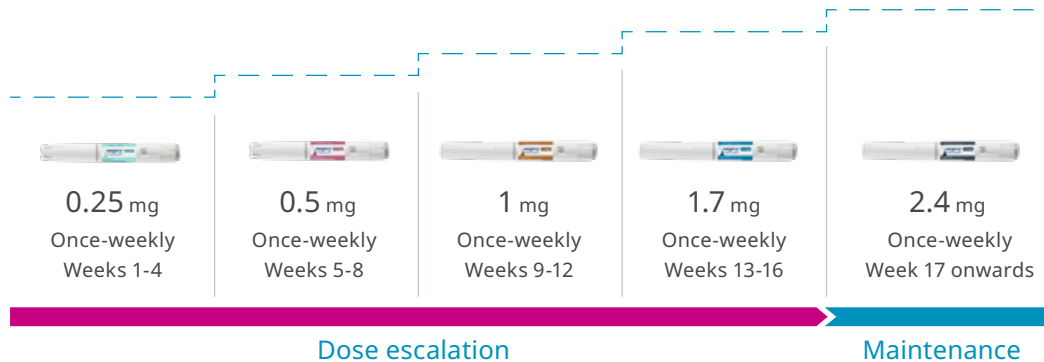 0.25 mg
Once-weekly
Weeks 1-4
0.5 mg
Once-weekly
Weeks 5-8
1 mg
Once-weekly
Weeks 9-12
1.7 mg
Once-weekly
Weeks 13-16
2.4 mg
Once-weekly
Week 17 onwards
Dose escalation
Maintenance